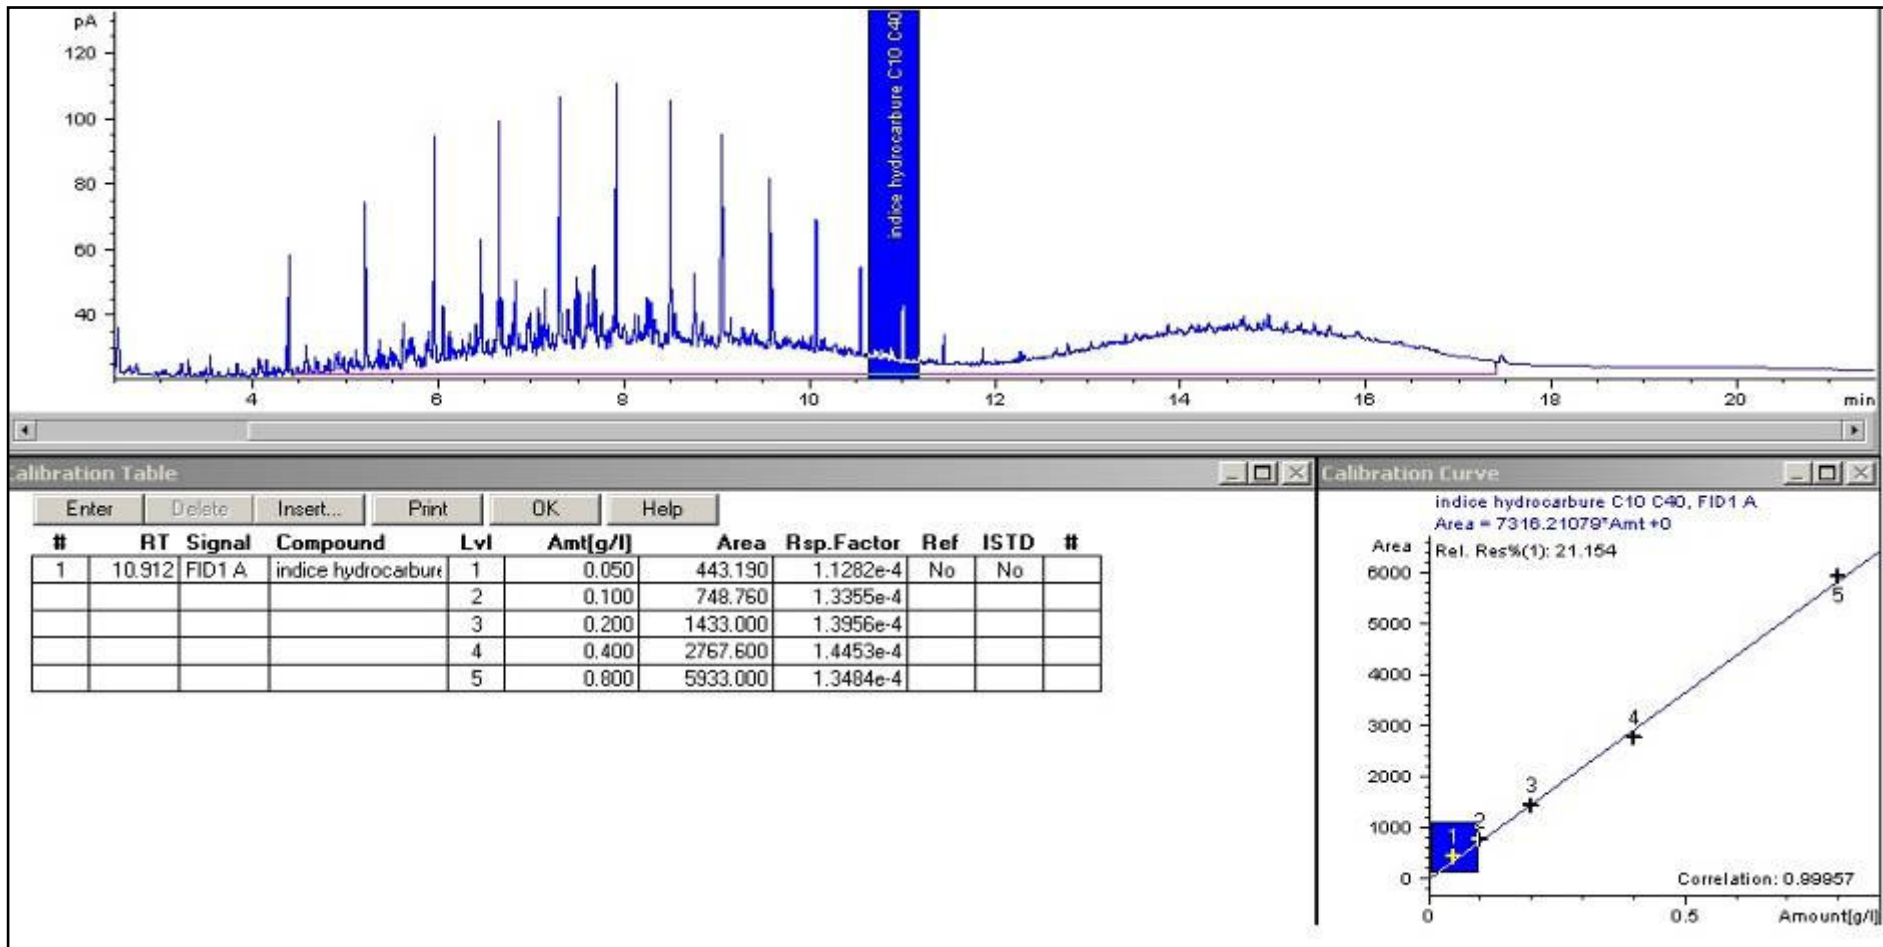 pA
120
100
80
60
40
indice hydrocarbure C10 C40
4 6 8 10 12 14 16 18 20 min
Calibration Table
Enter Delete Insert... Print OK Help
# RT Signal Compound Lvl Amt[g/l] Area Rsp.Factor Ref ISTD #
1 10.912 FID1 A indice hydrocarbure 1 0.050 443.190 1.1282e-4 No No
2 0.100 748.760 1.3355e-4
3 0.200 1433.000 1.3956e-4
4 0.400 2767.600 1.4453e-4
5 0.800 5933.000 1.3484e-4
Calibration Curve
indice hydrocarbure C10 C40, FID1 A
Area = 7316.21079*Amt +0
Area
Rel. Res%(1): 21.154
6000
5000
4000
3000
2000
1000
0
1
2
3
4
5
Correlation: 0.99957
0 0.5 Amount[g/l]